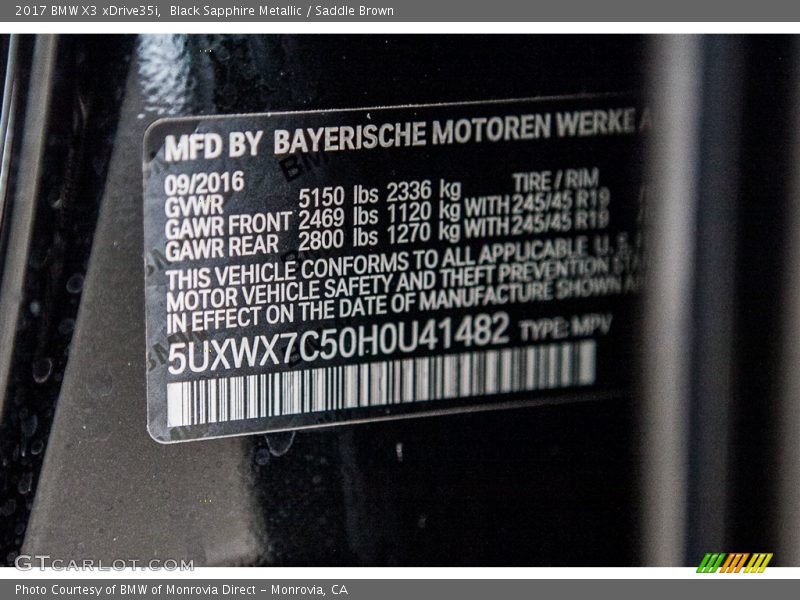 2017 BMW X3 xDrive35i, Black Sapphire Metallic / Saddle Brown
MFD BY BAYERISCHE MOTOREN WERKE
09/2016 TIRE / RIM
GVWR 5150 lbs 2336 kg
GAWR FRONT 2469 lbs 1120 kg WITH 245/45 R19
GAWR REAR 2800 lbs 1270 kg WITH 245/45 R19
THIS VEHICLE CONFORMS TO ALL APPLICABLE U.S.
MOTOR VEHICLE SAFETY AND THEFT PREVENTION
IN EFFECT ON THE DATE OF MANUFACTURE SHOWN
5UXWX7C50H0U41482 TYPE: MPV
GTCARLOT.COM
Photo Courtesy of BMW of Monrovia Direct - Monrovia, CA